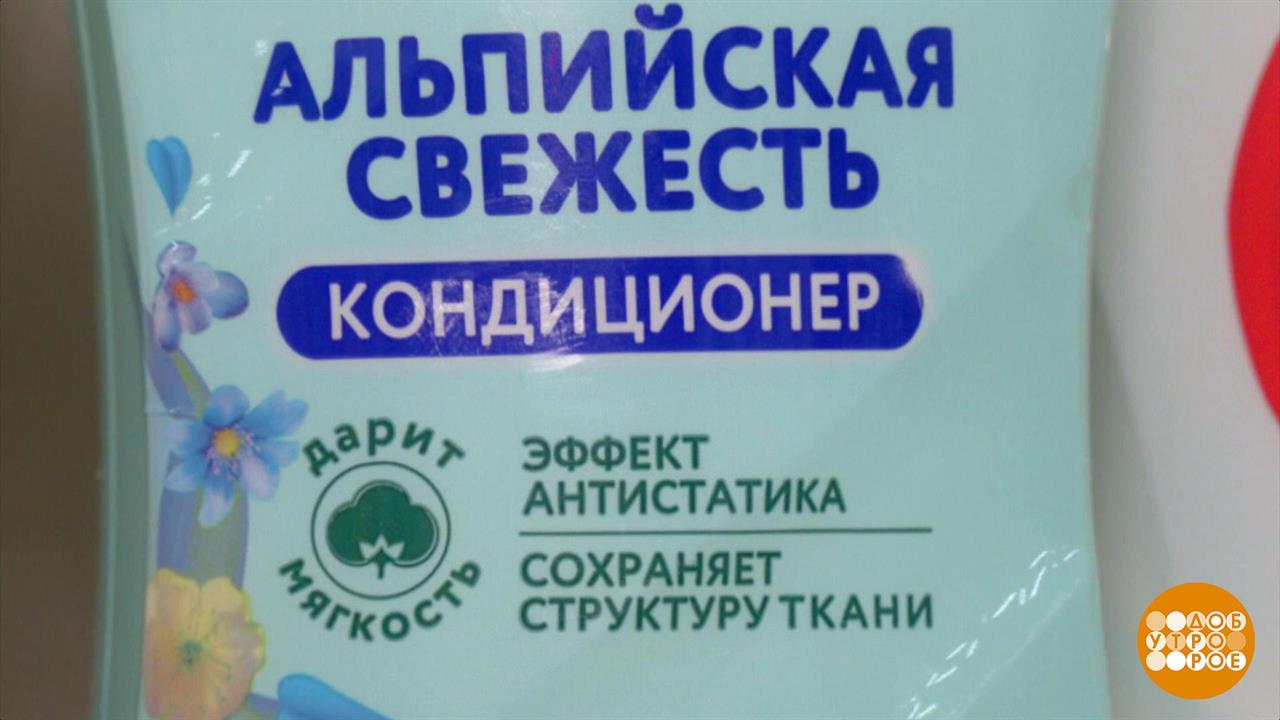 АЛЬПИЙСКАЯ
СВЕЖЕСТЬ
КОНДИЦИОНЕР
дарит
мягкость
ЭФФЕКТ
АНТИСТАТИКА
СОХРАНЯЕТ
СТРУКТУРУ ТКАНИ
ДОБ
УТРО
РОЕ